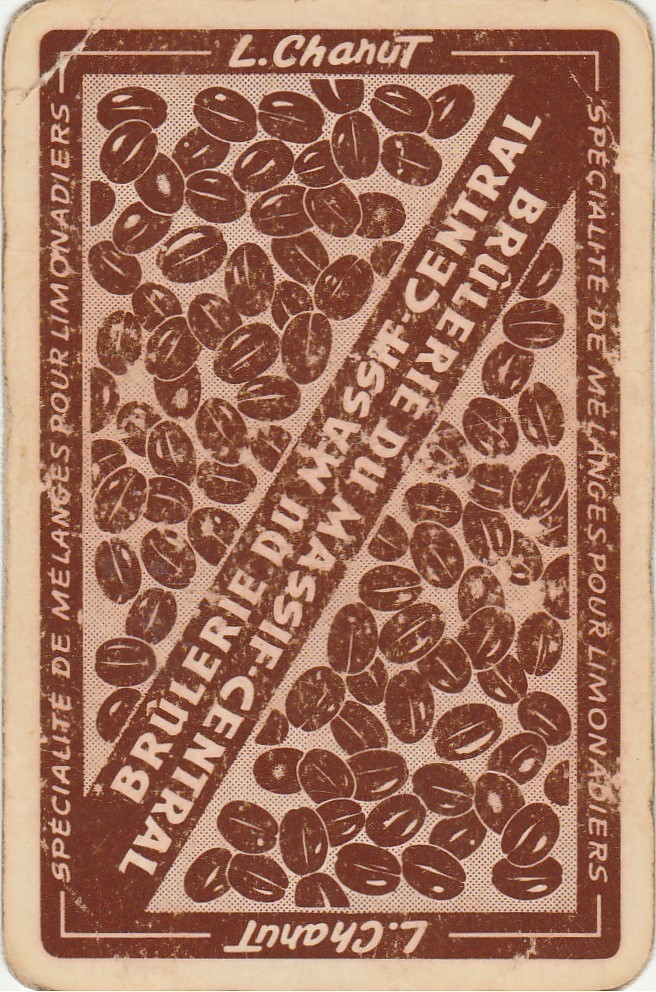 L.Chanut
SPÉCIALITÉ DE MÉLANGES POUR LIMONADIERS
BRÛLERIE DU MASSIF-CENTRAL
BRÛLERIE DU MASSIF-CENTRAL
SPÉCIALITÉ DE MÉLANGES POUR LIMONADIERS
L.Chanut